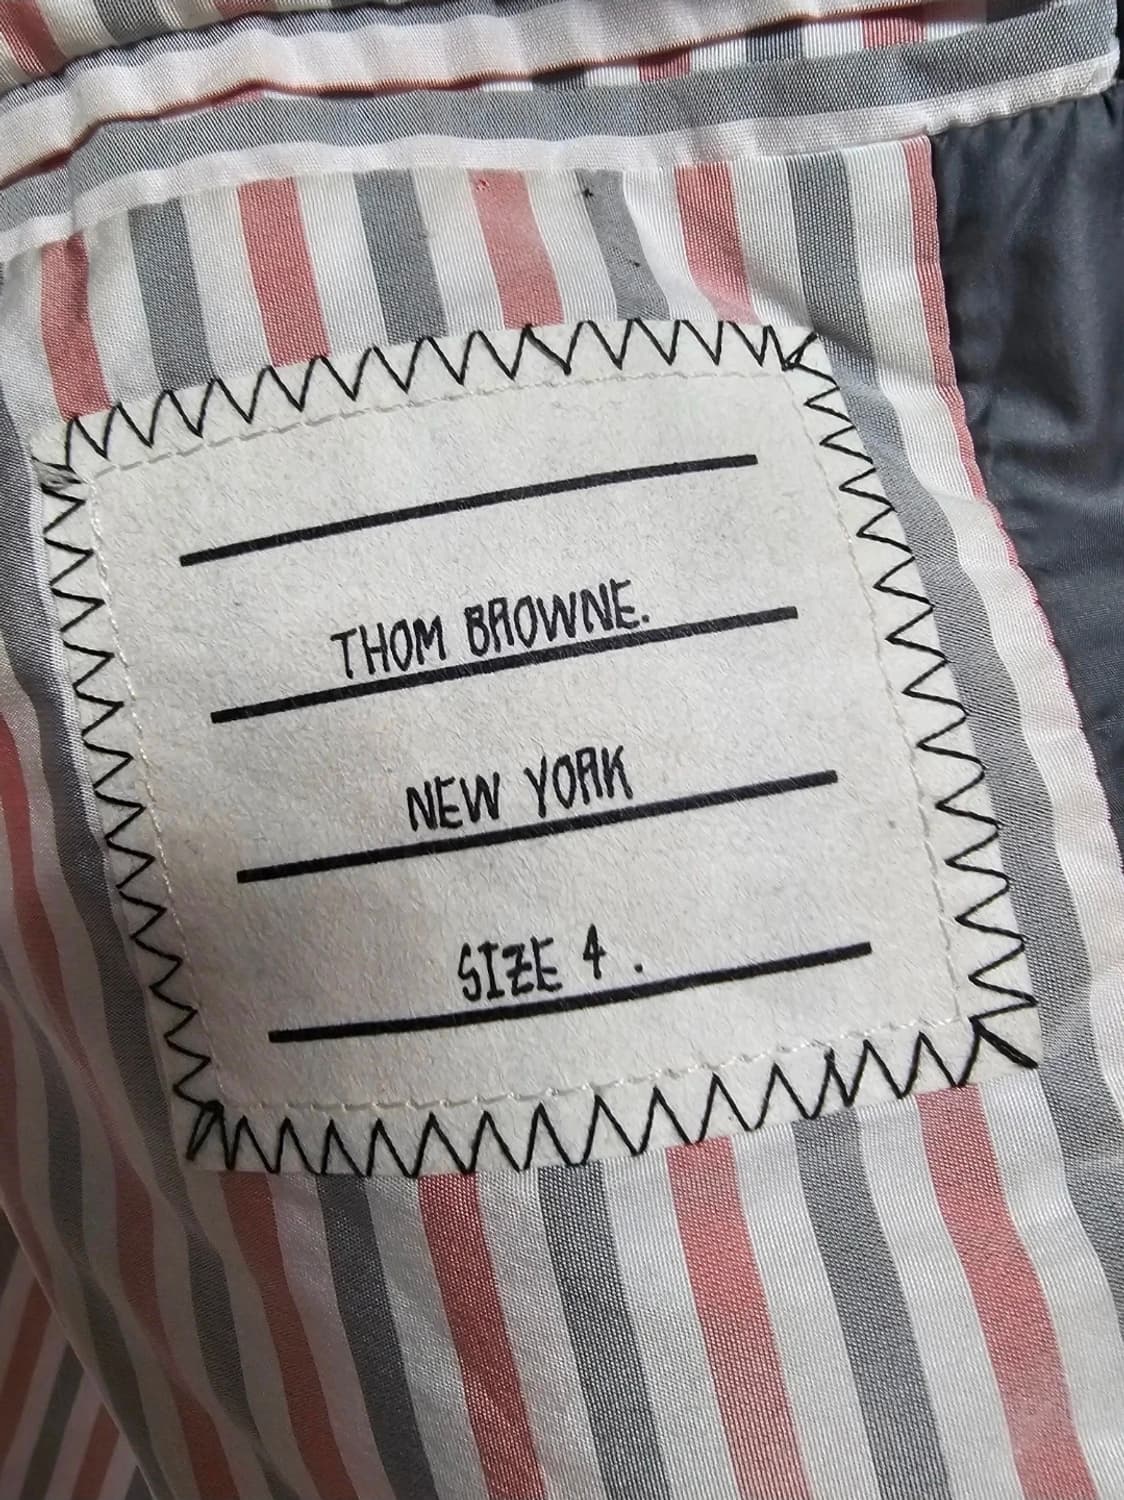 THOM BROWNE.
NEW YORK
SIZE 4 .